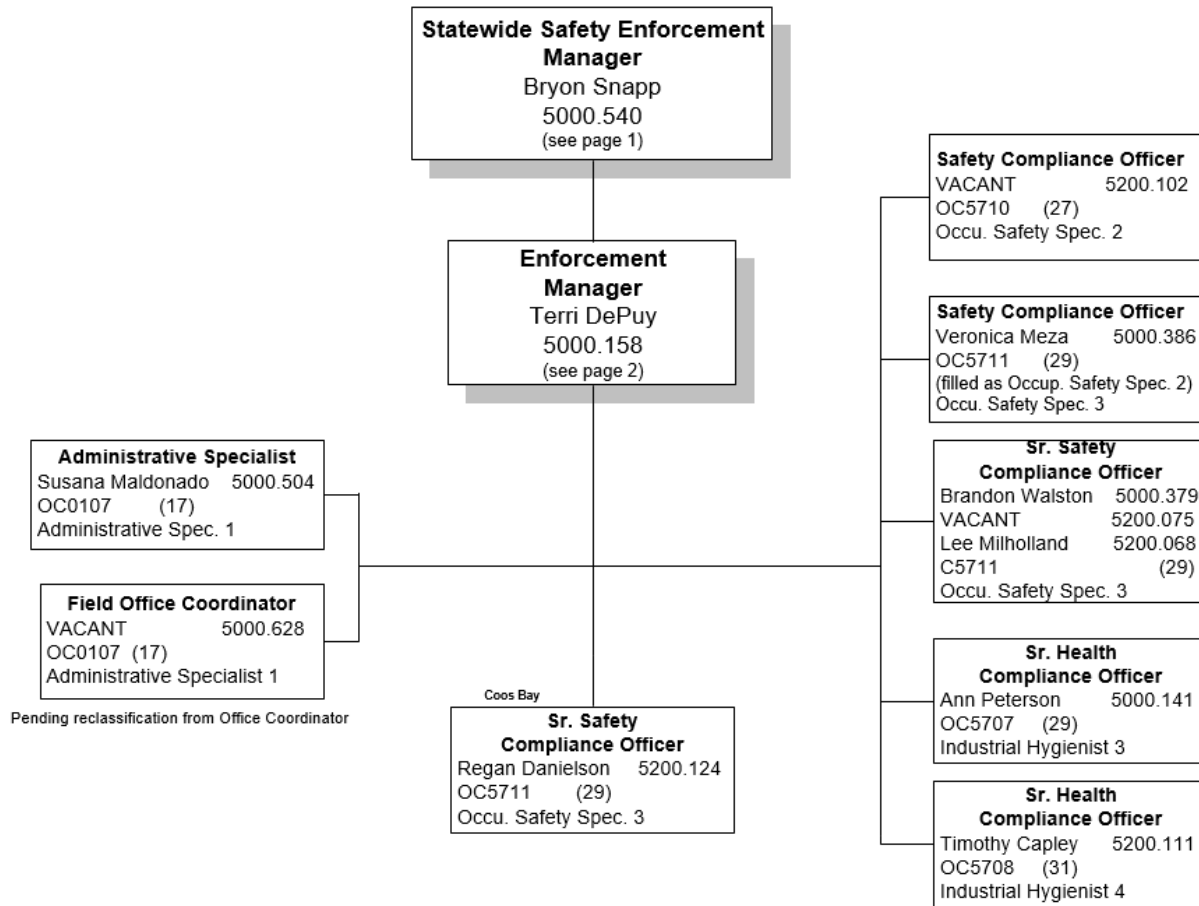 Statewide Safety Enforcement
Manager
Bryon Snapp
5000.540
(see page 1)
Enforcement
Manager
Terri DePuy
5000.158
(see page 2)
Administrative Specialist
Susana Maldonado 5000.504
OC0107 (17)
Administrative Spec. 1
Field Office Coordinator
VACANT 5000.628
OC0107 (17)
Administrative Specialist 1
Pending reclassification from Office Coordinator
Coos Bay
Sr. Safety
Compliance Officer
Regan Danielson 5200.124
OC5711 (29)
Occu. Safety Spec. 3
Safety Compliance Officer
VACANT 5200.102
OC5710 (27)
Occu. Safety Spec. 2
Safety Compliance Officer
Veronica Meza 5000.386
OC5711 (29)
(filled as Occup. Safety Spec. 2)
Occu. Safety Spec. 3
Sr. Safety
Compliance Officer
Brandon Walston 5000.379
VACANT 5200.075
Lee Milholland 5200.068
C5711 (29)
Occu. Safety Spec. 3
Sr. Health
Compliance Officer
Ann Peterson 5000.141
OC5707 (29)
Industrial Hygienist 3
Sr. Health
Compliance Officer
Timothy Capley 5200.111
OC5708 (31)
Industrial Hygienist 4